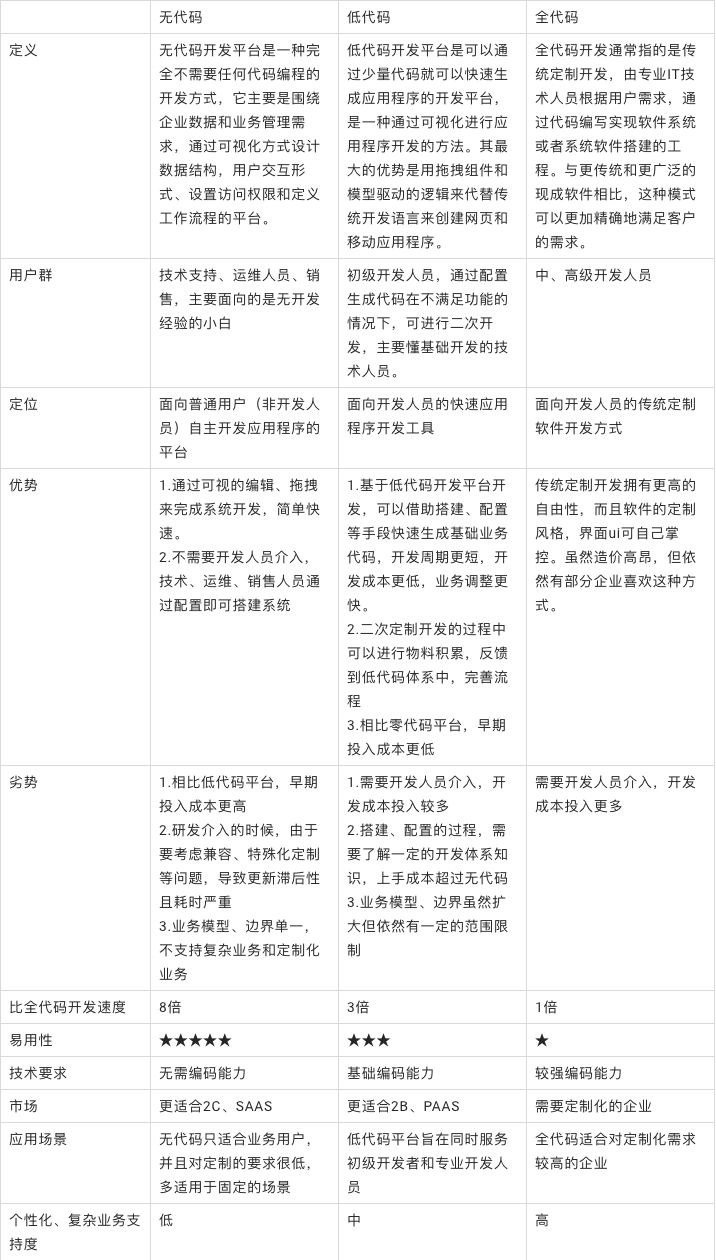 无代码
低代码
全代码
定义
无代码开发平台是一种完
全不需要任何代码编程的
开发方式，它主要是围绕
企业数据和业务管理需
求，通过可视化方式设计
数据结构，用户交互形
式、设置访问权限和定义
工作流程的平台。
低代码开发平台是可以通
过少量代码就可以快速生
成应用程序的开发平台，
是一种通过可视化进行应
用程序开发的方法。其最
大的优势是用拖拽组件和
模型驱动的逻辑来代替传
统开发语言来创建网页和
移动应用程序。
全代码开发通常指的是传
统定制开发，由专业IT技
术人员根据用户需求，通
过代码编写实现软件系统
或者系统软件搭建的工
程。与更传统和更广泛的
现成软件相比，这种模式
可以更加精确地满足客户
的需求。
用户群
技术支持、运维人员、销
售，主要面向的是无开发
经验的小白
初级开发人员，通过配置
生成代码在不满足功能的
情况下，可进行二次开
发，主要懂基础开发的技
术人员。
中、高级开发人员
定位
面向普通用户（非开发人
员）自主开发应用程序的
平台
面向开发人员的快速应用
程序开发工具
面向开发人员的传统定制
软件开发方式
优势
1.通过可视的编辑、拖拽
来完成系统开发，简单快
速。
2.不需要开发人员介入，
技术、运维、销售人员通
过配置即可搭建系统
1.基于低代码开发平台开
发，可以借助搭建、配置
等手段快速生成基础业务
代码，开发周期更短，开
发成本更低，业务调整更
快。
2.二次定制开发的过程中
可以进行物料积累，反馈
到低代码体系中，完善流
程
3.相比零代码平台，早期
投入成本更低
传统定制开发拥有更高的
自由性，而且软件的定制
风格，界面ui可自己掌
控。虽然造价高昂，但依
然有部分企业喜欢这种方
式。
劣势
1.相比低代码平台，早期
投入成本更高
2.研发介入的时候，由于
要考虑兼容、特殊化定制
等问题，导致更新滞后性
且耗时严重
3.业务模型、边界单一，
不支持复杂业务和定制化
业务
1.需要开发人员介入，开
发成本投入较多
2.搭建、配置的过程，需
要了解一定的开发体系知
识，上手成本超过无代码
3.业务模型、边界虽然扩
大但依然有一定的范围限
制
需要开发人员介入，开发
成本投入更多
比全代码开发速度
8倍
3倍
1倍
易用性
★★★★★
★★★
★
技术要求
无需编码能力
基础编码能力
较强编码能力
市场
更适合2C、SAAS
更适合2B、PAAS
需要定制化的企业
应用场景
无代码只适合业务用户，
并且对定制的要求很低，
多适用于固定的场景
低代码平台旨在同时服务
初级开发者和专业开发人
员
全代码适合对定制化需求
较高的企业
个性化、复杂业务支
持度
低
中
高